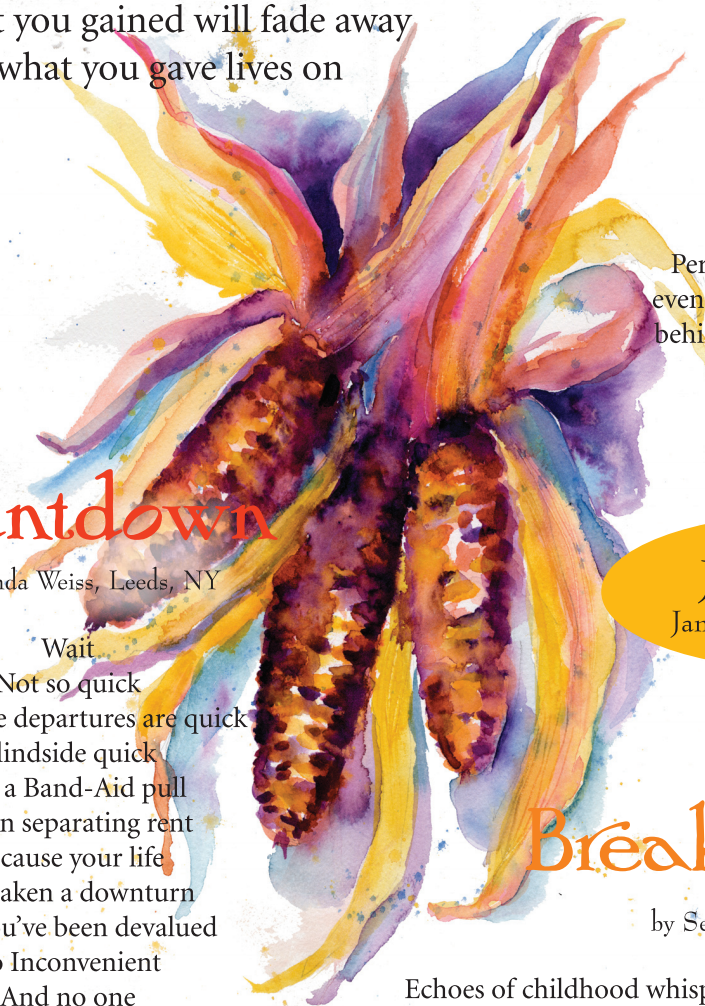 t you gained will fade away
what you gave lives on
Per
even
behi
ntdown
nda Weiss, Leeds, NY
Wait
Not so quick
e departures are quick
lindside quick
a Band-Aid pull
n separating rent
cause your life
aken a downturn
ou've been devalued
o Inconvenient
And no one
Jan
Break
by Se
Echoes of childhood whisp